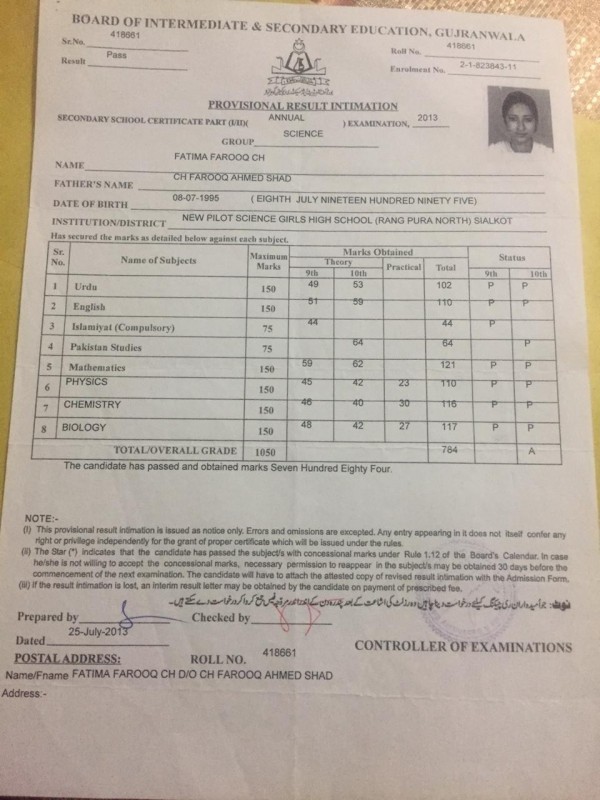 BOARD OF INTERMEDIATE & SECONDARY EDUCATION, GUJRANWALA
Sr.No. 418661
Roll No. 418661
Result Pass
Enrolment No. 2-1-823843-11
PROVISIONAL RESULT INTIMATION
SECONDARY SCHOOL CERTIFICATE PART (I/II)( ANNUAL ) EXAMINATION, 2013
GROUP SCIENCE
NAME FATIMA FAROOQ CH
FATHER'S NAME CH FAROOQ AHMED SHAD
DATE OF BIRTH 08-07-1995 ( EIGHTH JULY NINETEEN HUNDRED NINETY FIVE)
INSTITUTION/DISTRICT NEW PILOT SCIENCE GIRLS HIGH SCHOOL (RANG PURA NORTH) SIALKOT
Has secured the marks as detailed below against each subject.
Sr. No. Name of Subjects Maximum Marks Marks Obtained Status
Theory Practical Total 9th 10th
9th 10th
1 Urdu 150 49 53 102 P P
2 English 150 51 59 110 P P
3 Islamiyat (Compulsory) 75 44 44 P
4 Pakistan Studies 75 64 64 P
5 Mathematics 150 59 62 121 P P
6 PHYSICS 150 45 42 23 110 P P
7 CHEMISTRY 150 46 40 30 116 P P
8 BIOLOGY 150 48 42 27 117 P P
TOTAL/OVERALL GRADE 1050 784 A
The candidate has passed and obtained marks Seven Hundred Eighty Four.
NOTE:-
(I) This provisional result intimation is issued as notice only. Errors and omissions are excepted. Any entry appearing in it does not itself confer any
right or privilege independently for the grant of proper certificate which will be issued under the rules.
(ii) The Star (*) indicates that the candidate has passed the subject/s with concessional marks under Rule 1.12 of the Board's Calendar. In case
he/she is not willing to accept the concessional marks, necessary permission to reappear in the subject/s may be obtained 30 days before the
commencement of the next examination. The candidate will have to attach the attested copy of revised result intimation with the Admission Form.
(iii) If the result intimation is lost, an interim result letter may be obtained by the candidate on payment of prescribed fee.
Prepared by
Checked by
Dated 25-July-2013
CONTROLLER OF EXAMINATIONS
POSTAL ADDRESS: ROLL NO. 418661
Name/Fname FATIMA FAROOQ CH D/O CH FAROOQ AHMED SHAD
Address:-